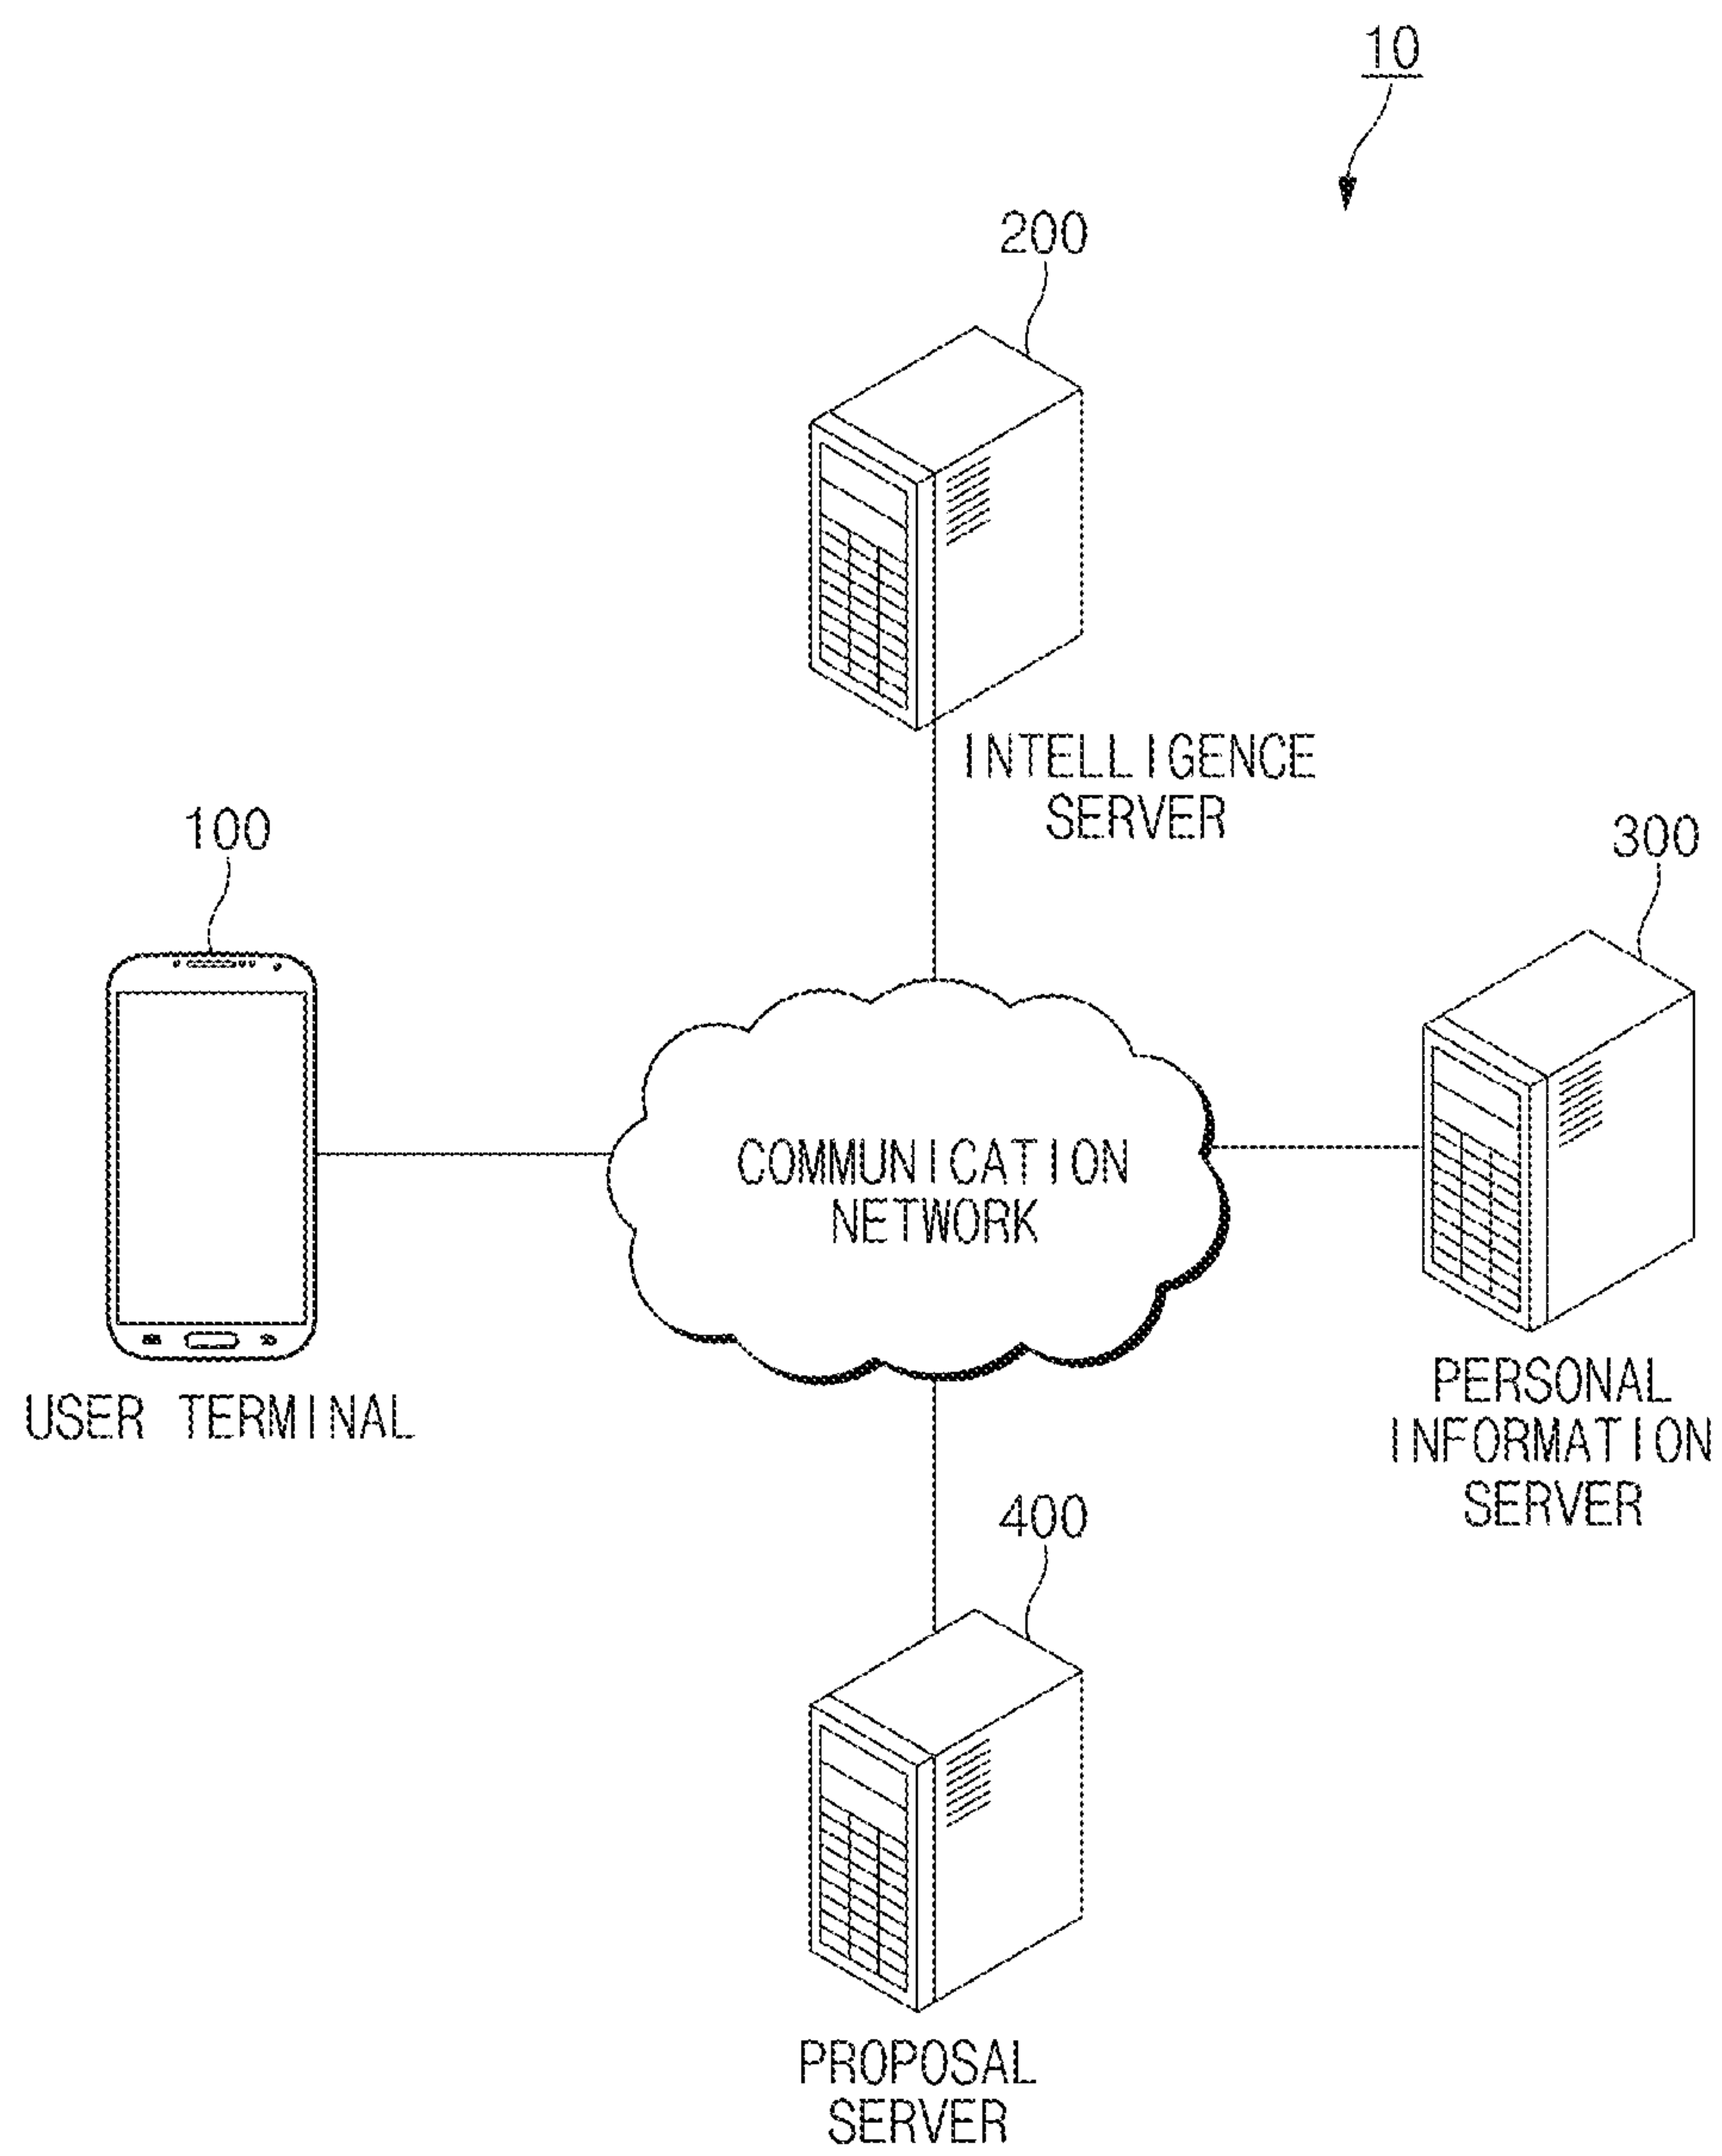 10
200
INTELLIGENCE
SERVER
100
300
COMMUNICATION
NETWORK
USER TERMINAL
PERSONAL
INFORMATION
SERVER
400
PROPOSAL
SERVER